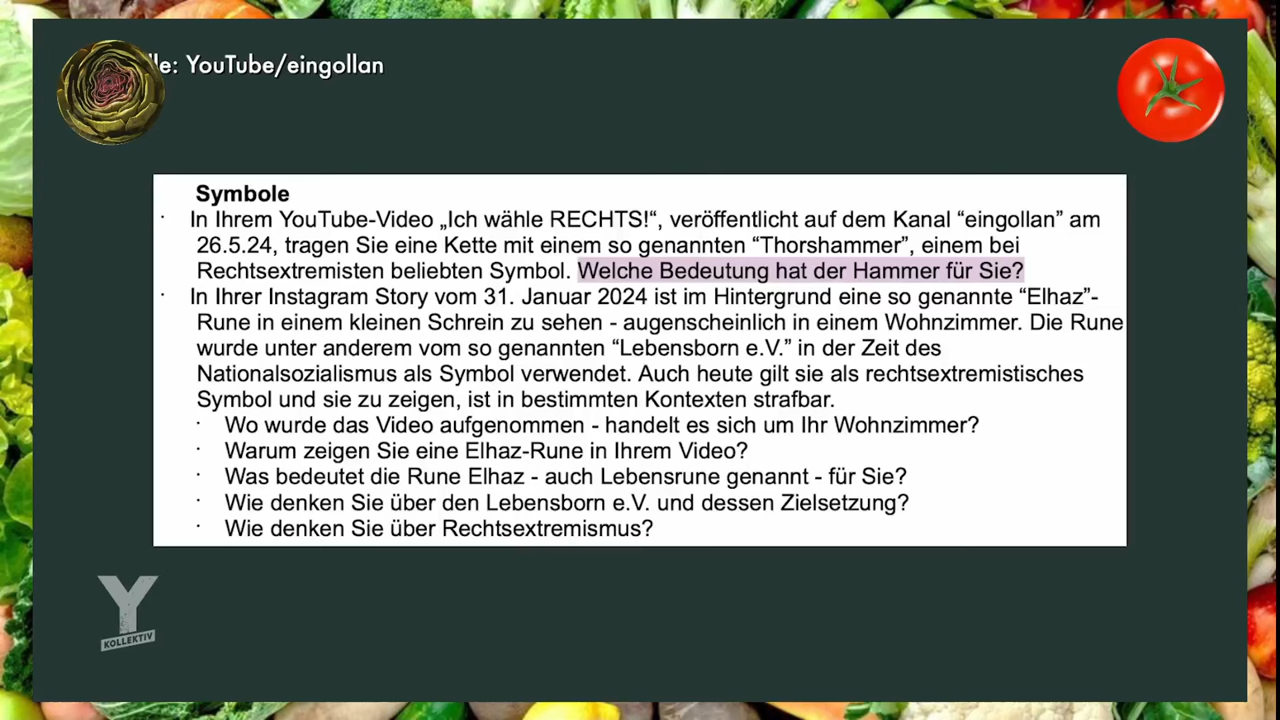 lle: YouTube/eingollan
Symbole
· In Ihrem YouTube-Video „Ich wähle RECHTS!“, veröffentlicht auf dem Kanal “eingollan” am
26.5.24, tragen Sie eine Kette mit einem so genannten “Thorshammer”, einem bei
Rechtsextremisten beliebten Symbol. Welche Bedeutung hat der Hammer für Sie?
· In Ihrer Instagram Story vom 31. Januar 2024 ist im Hintergrund eine so genannte “Elhaz”-
Rune in einem kleinen Schrein zu sehen - augenscheinlich in einem Wohnzimmer. Die Rune
wurde unter anderem vom so genannten “Lebensborn e.V.” in der Zeit des
Nationalsozialismus als Symbol verwendet. Auch heute gilt sie als rechtsextremistisches
Symbol und sie zu zeigen, ist in bestimmten Kontexten strafbar.
· Wo wurde das Video aufgenommen - handelt es sich um Ihr Wohnzimmer?
· Warum zeigen Sie eine Elhaz-Rune in Ihrem Video?
· Was bedeutet die Rune Elhaz - auch Lebensrune genannt - für Sie?
· Wie denken Sie über den Lebensborn e.V. und dessen Zielsetzung?
· Wie denken Sie über Rechtsextremismus?
Y
KOLLEKTIV